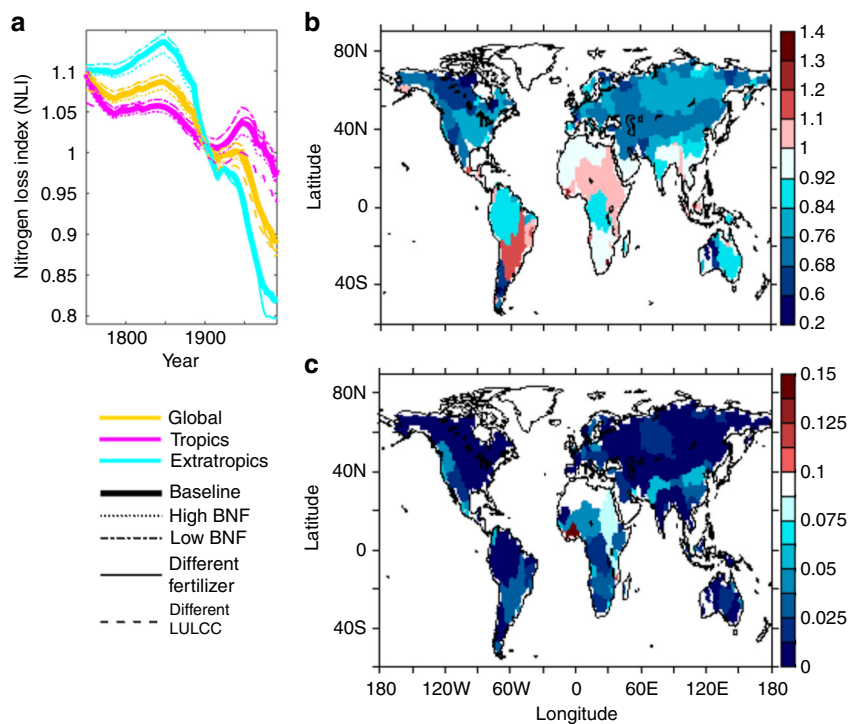 a
Nitrogen loss index (NLI)
1.1
1.05
1
0.95
0.9
0.85
0.8
1800
1900
Year
Global
Tropics
Extratropics
Baseline
High BNF
Low BNF
Different
fertilizer
Different
LULCC
b
Latitude
80N
40N
0
40S
1.4
1.3
1.2
1.1
1
0.92
0.84
0.76
0.68
0.6
0.2
c
Latitude
80N
40N
0
40S
180
120W
60W
0
60E
120E
180
Longitude
0.15
0.125
0.1
0.075
0.05
0.025
0